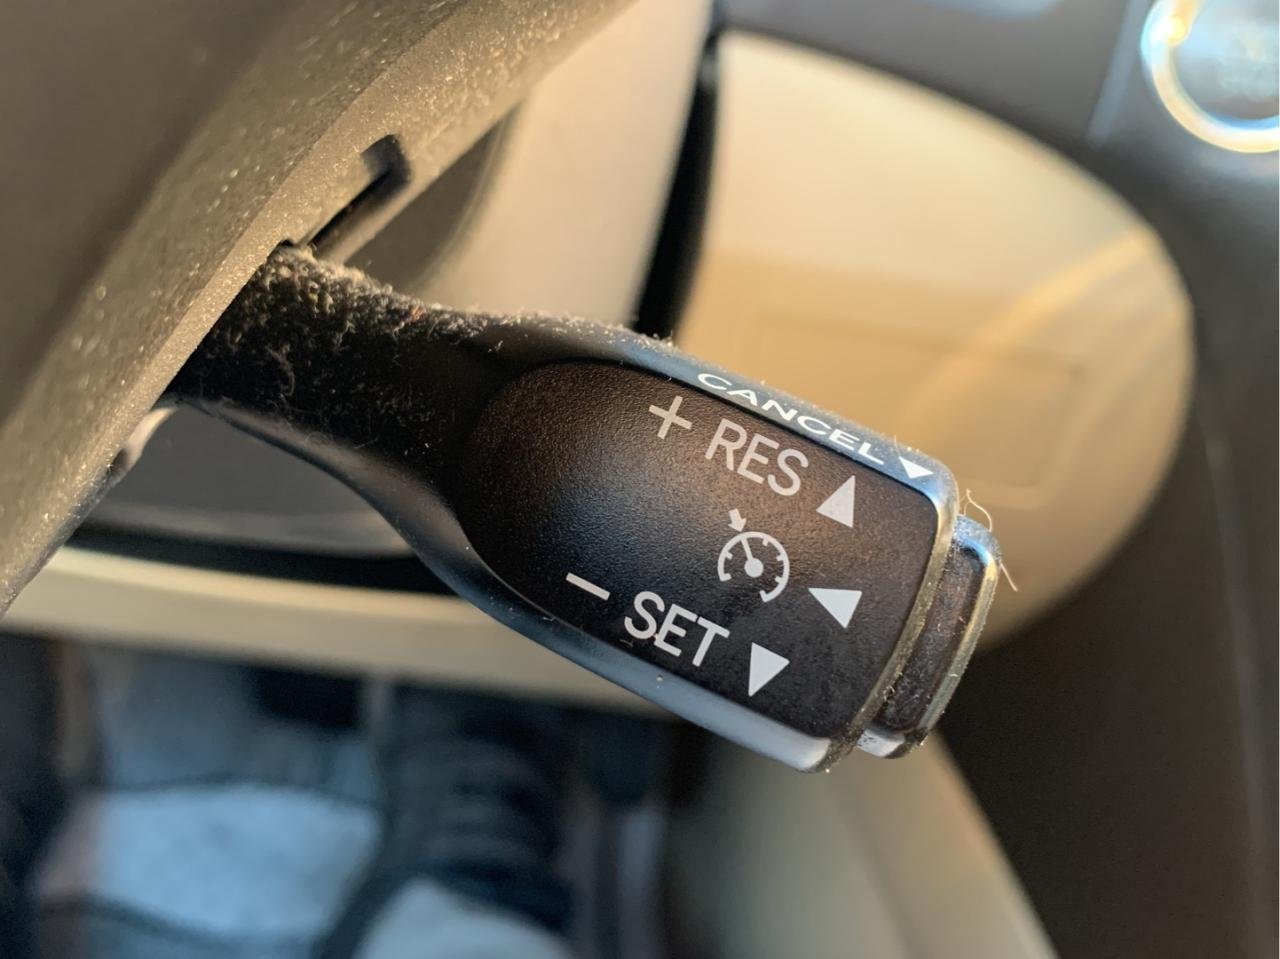 CANCEL ▼
+ RES ▲
− SET ▼